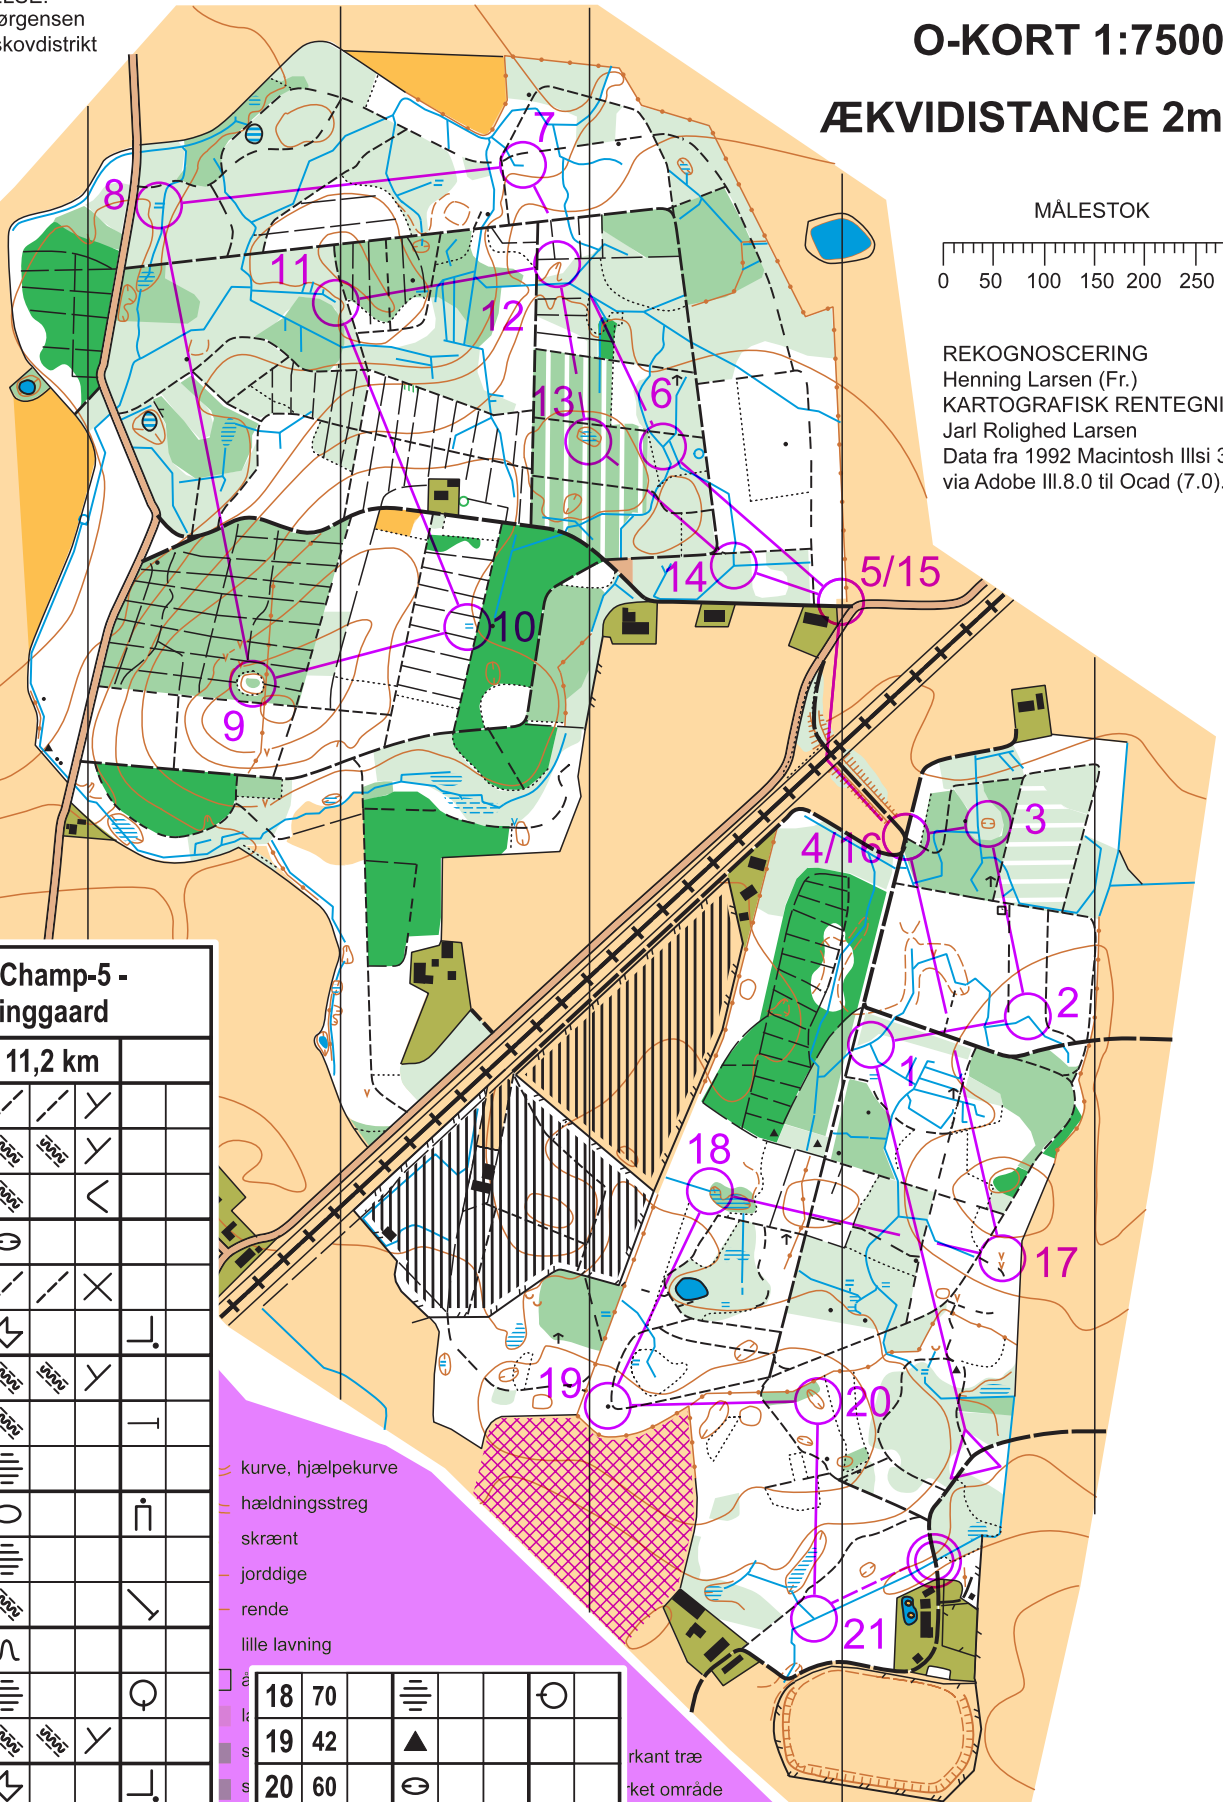 ørgensen
skovdistrikt
O-KORT 1:7500
ÆKVIDISTANCE 2m
MÅLESTOK
0 50 100 150 200 250
REKOGNOSCERING
Henning Larsen (Fr.)
KARTOGRAFISK RENTEGNI
Jarl Rolighed Larsen
Data fra 1992 Macintosh IIIsi
via Adobe Ill.8.0 til Ocad (7.0).
7
8
11
12
13
6
14
5/15
10
9
3
4/16
2
1
18
17
19
20
21
Champ-5 -
inggaard
11,2 km
kurve, hjælpekurve
hældningsstreg
skrænt
jorddige
rende
lille lavning
18 70
19 42
20 60
rkant træ
rket område